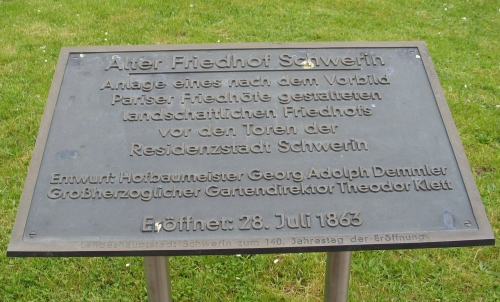 Alter Friedhof Schwerin
Anlage eines nach dem Vorbild
Pariser Friedhöfe gestalteten
landschaftlichen Friedhofs
vor den Toren der
Residenzstadt Schwerin
Entwurf: Hofbaumeister Georg Adolph Demmler
Großherzoglicher Gartendirektor Theodor Klett
Eröffnet: 28. Juli 1863
Landeshauptstadt Schwerin zum 140. Jahrestag der Eröffnung